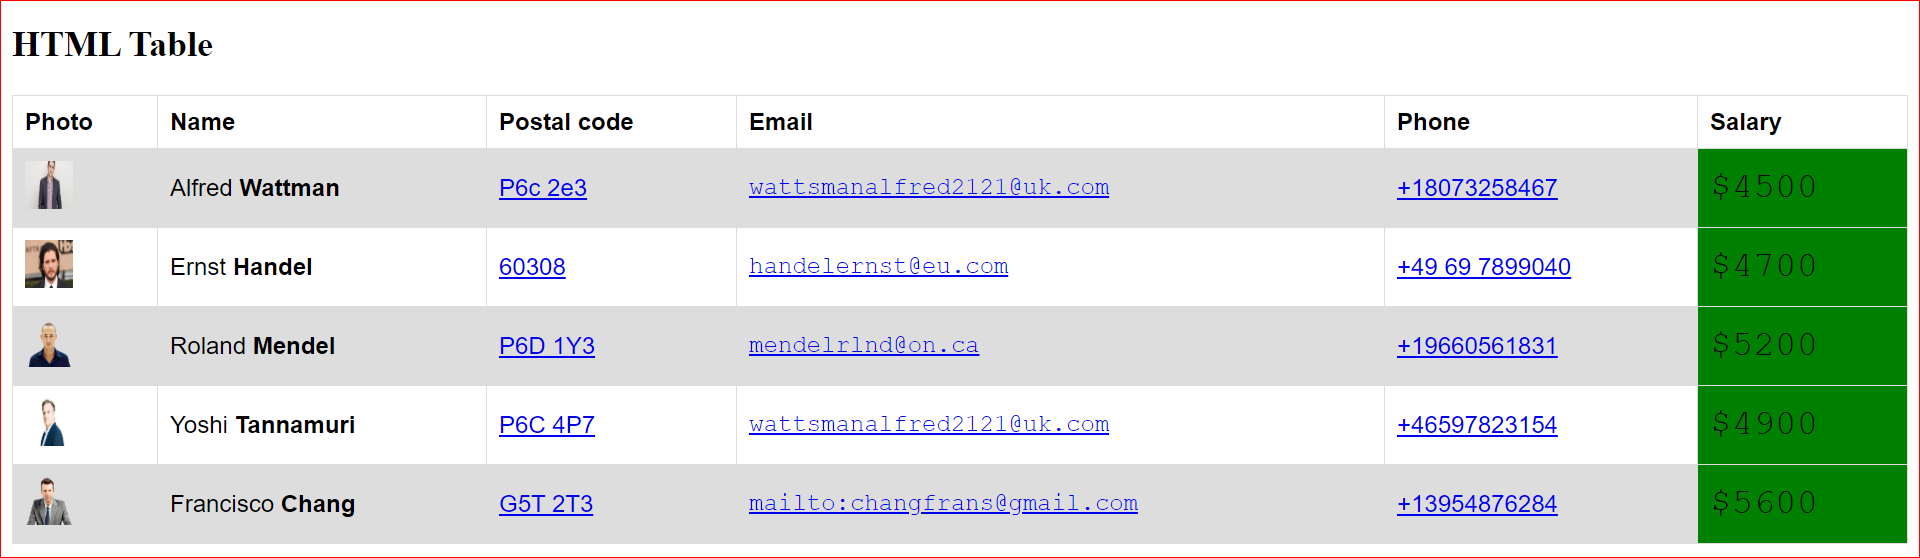 HTML Table
Photo Name Postal code Email Phone Salary
Alfred Wattman P6c 2e3 wattsmanalfred2121@uk.com +18073258467 $4500
Ernst Handel 60308 handelernst@eu.com +49 69 7899040 $4700
Roland Mendel P6D 1Y3 mendelrlnd@on.ca +19660561831 $5200
Yoshi Tannamuri P6C 4P7 wattsmanalfred2121@uk.com +46597823154 $4900
Francisco Chang G5T 2T3 mailto:changfrans@gmail.com +13954876284 $5600